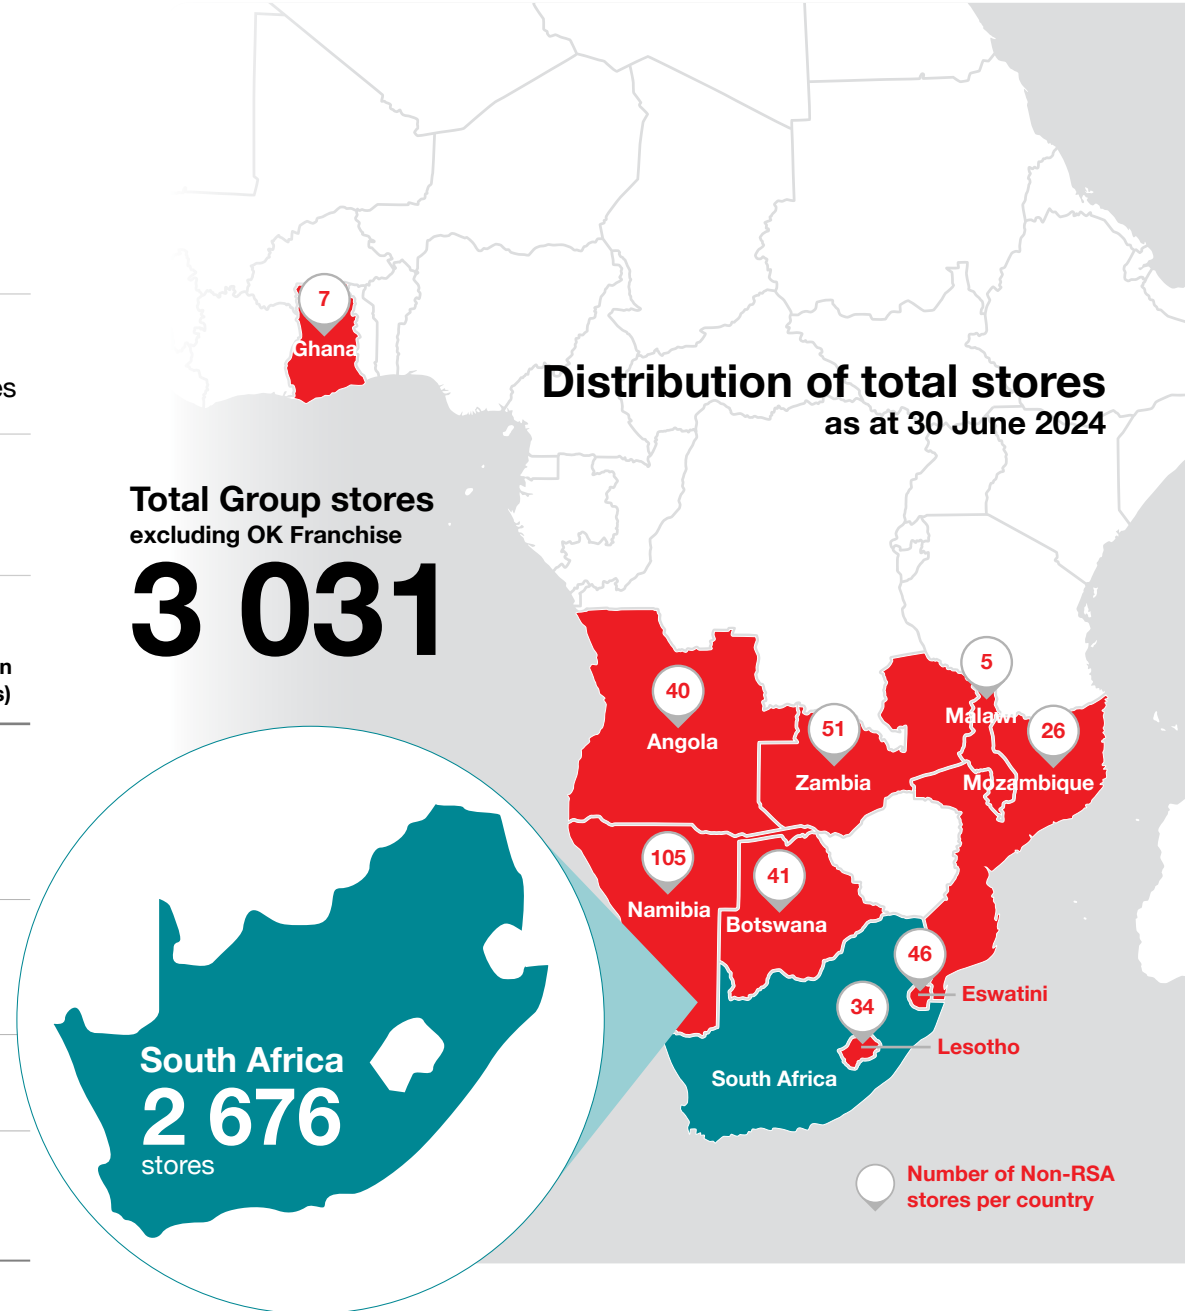 es
n
s)
7
Ghana
Distribution of total stores
as at 30 June 2024
Total Group stores
excluding OK Franchise
3 031
5
Malawi
40
Angola
51
Zambia
26
Mozambique
105
Namibia
41
Botswana
46
Eswatini
34
Lesotho
South Africa
South Africa
2 676
stores
Number of Non-RSA
stores per country